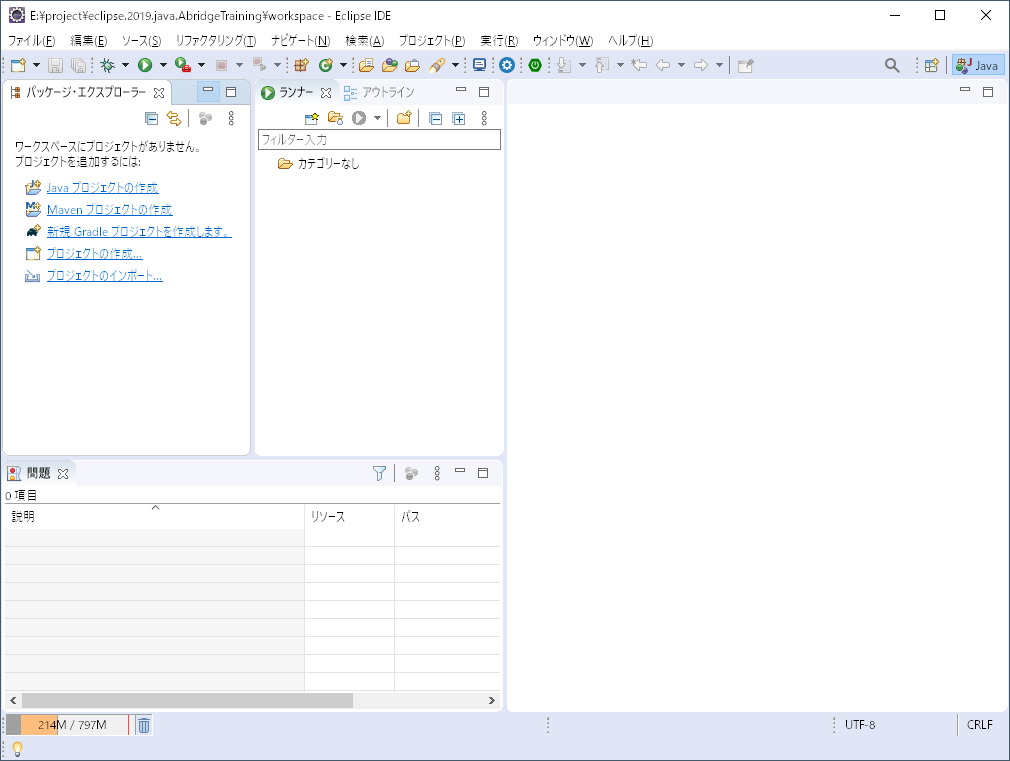 E:¥project¥eclipse.2019.java.AbridgeTraining¥workspace - Eclipse IDE
ファイル(F) 編集(E) ソース(S) リファクタリング(T) ナビゲート(N) 検索(A) プロジェクト(P) 実行(R) ウィンドウ(W) ヘルプ(H)
Java
パッケージ・エクスプローラー
ランナー アウトライン
フィルター入力
カテゴリーなし
ワークスペースにプロジェクトがありません。
プロジェクトを追加するには:
Java プロジェクトの作成
Maven プロジェクトの作成
新規 Gradle プロジェクトを作成します。
プロジェクトの作成...
プロジェクトのインポート...
問題
0 項目
説明 リソース パス
214M / 797M
UTF-8 CRLF